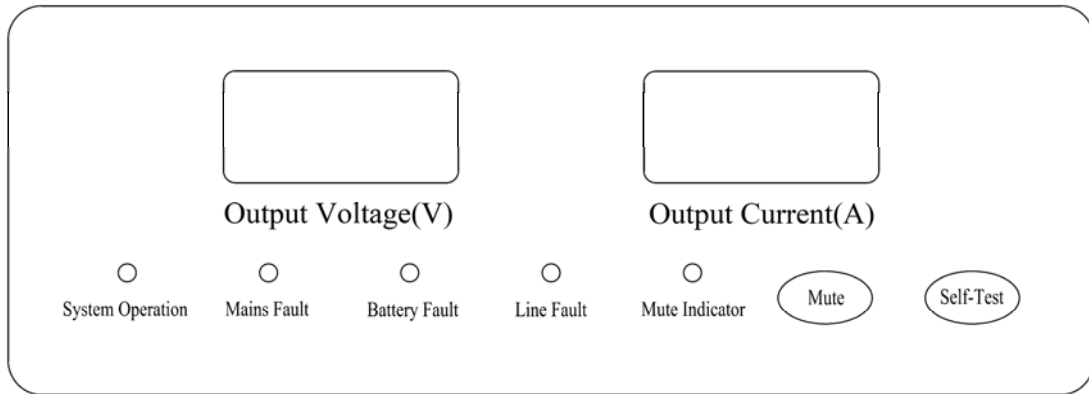 Output Voltage(V)
Output Current(A)
System Operation
Mains Fault
Battery Fault
Line Fault
Mute Indicator
Mute
Self-Test